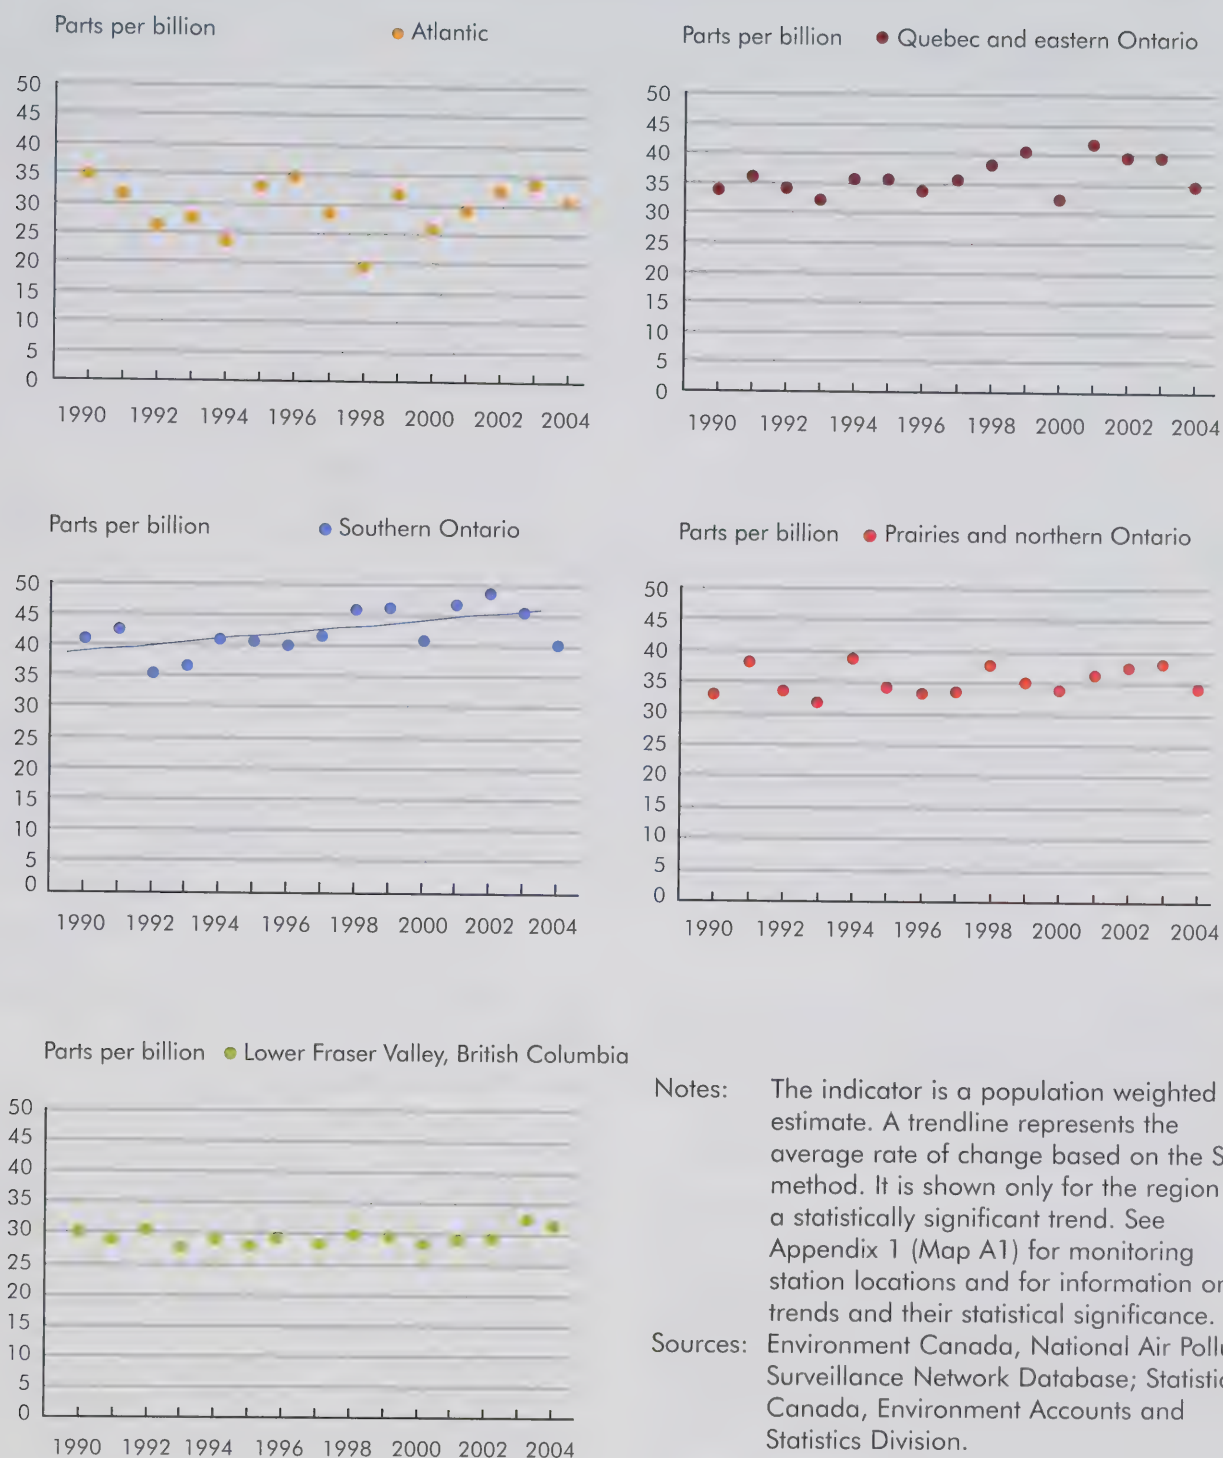 Parts per billion Atlantic
50
45
40
35
30
25
20
15
10
5
0
1990 1992 1994 1996 1998 2000 2002 2004
Parts per billion Quebec and eastern Ontario
50
45
40
35
30
25
20
15
10
5
0
1990 1992 1994 1996 1998 2000 2002 2004
Parts per billion Southern Ontario
50
45
40
35
30
25
20
15
10
5
0
1990 1992 1994 1996 1998 2000 2002 2004
Parts per billion Prairies and northern Ontario
50
45
40
35
30
25
20
15
10
5
0
1990 1992 1994 1996 1998 2000 2002 2004
Parts per billion Lower Fraser Valley, British Columbia
50
45
40
35
30
25
20
15
10
5
0
1990 1992 1994 1996 1998 2000 2002 2004
Notes: The indicator is a population weighted
estimate. A trendline represents the
average rate of change based on the
method. It is shown only for the region
a statistically significant trend. See
Appendix 1 (Map A1) for monitoring
station locations and for information
trends and their statistical significance.
Sources: Environment Canada, National Air
Surveillance Network Database;
Canada, Environment Accounts and
Statistics Division.